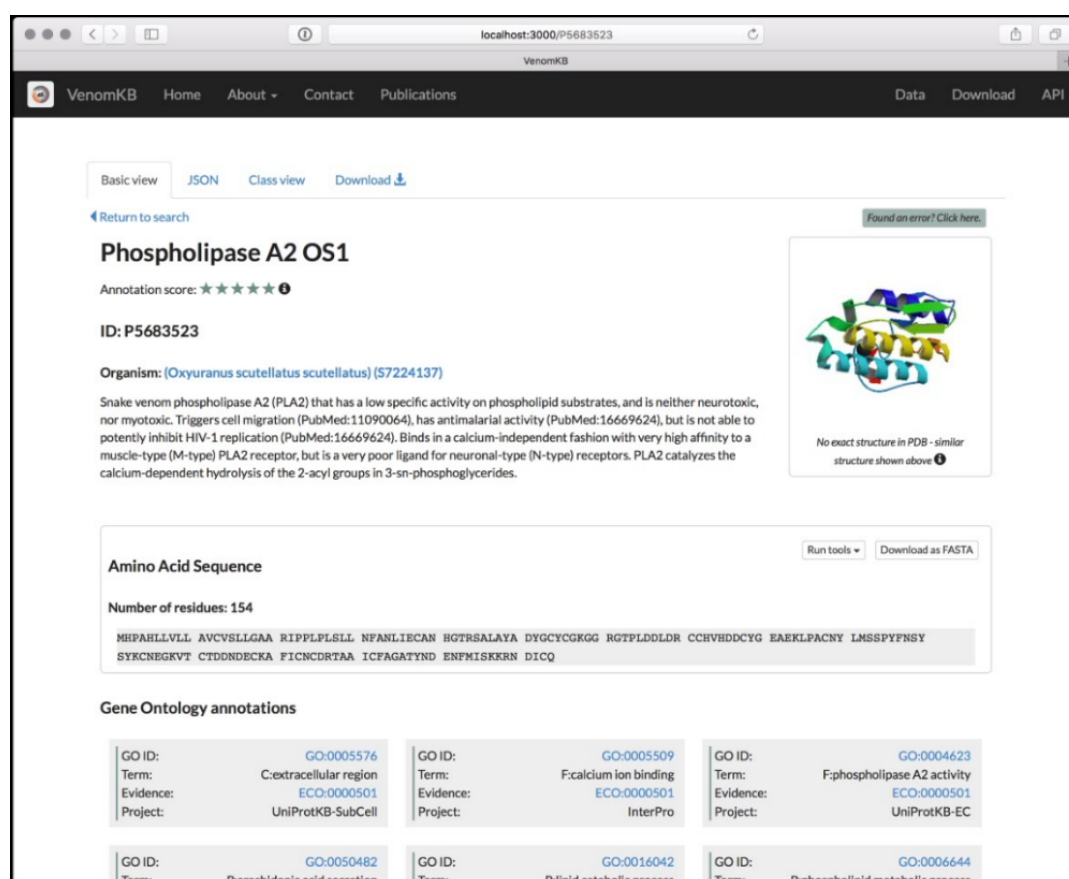 localhost:3000/P5683523
VenomKB
VenomKB Home About Contact Publications Data Download API
Basic view JSON Class view Download
Return to search
Found an error? Click here.
Phospholipase A2 OS1
Annotation score:
ID: P5683523
Organism: (Oxyuranus scutellatus scutellatus) (S7224137)
Snake venom phospholipase A2 (PLA2) that has a low specific activity on phospholipid substrates, and is neither neurotoxic,
nor myotoxic. Triggers cell migration (PubMed:11090064), has antimalarial activity (PubMed:16669624), but is not able to
potently inhibit HIV-1 replication (PubMed:16669624). Binds in a calcium-independent fashion with very high affinity to a
muscle-type (M-type) PLA2 receptor, but is a very poor ligand for neuronal-type (N-type) receptors. PLA2 catalyzes the
calcium-dependent hydrolysis of the 2-acyl groups in 3-sn-phosphoglycerides.
No exact structure in PDB - similar
structure shown above
Run tools Download as FASTA
Amino Acid Sequence
Number of residues: 154
MHPAHLLVLL AVCVSLLGAA RIPPLPLSLL NFANLIECAN HGTRSALAYA DYGCYCGKGG RGTPLDDLDR CCHVHDDCYG EAEKLPACNY LMSSPYFNSY
SYKCNEGKVT CTDDNDECKA FICNCDRTAA ICFAGATYND ENFMISKKRN DICQ
Gene Ontology annotations
GO ID: GO:0005576 GO ID: GO:0005509 GO ID: GO:0004623
Term: C:extracellular region Term: F:calcium ion binding Term: F:phospholipase A2 activity
Evidence: ECO:0000501 Evidence: ECO:0000501 Evidence: ECO:0000501
Project: UniProtKB-SubCell Project: InterPro Project: UniProtKB-EC
GO ID: GO:0050482 GO ID: GO:0016042 GO ID: GO:0006644